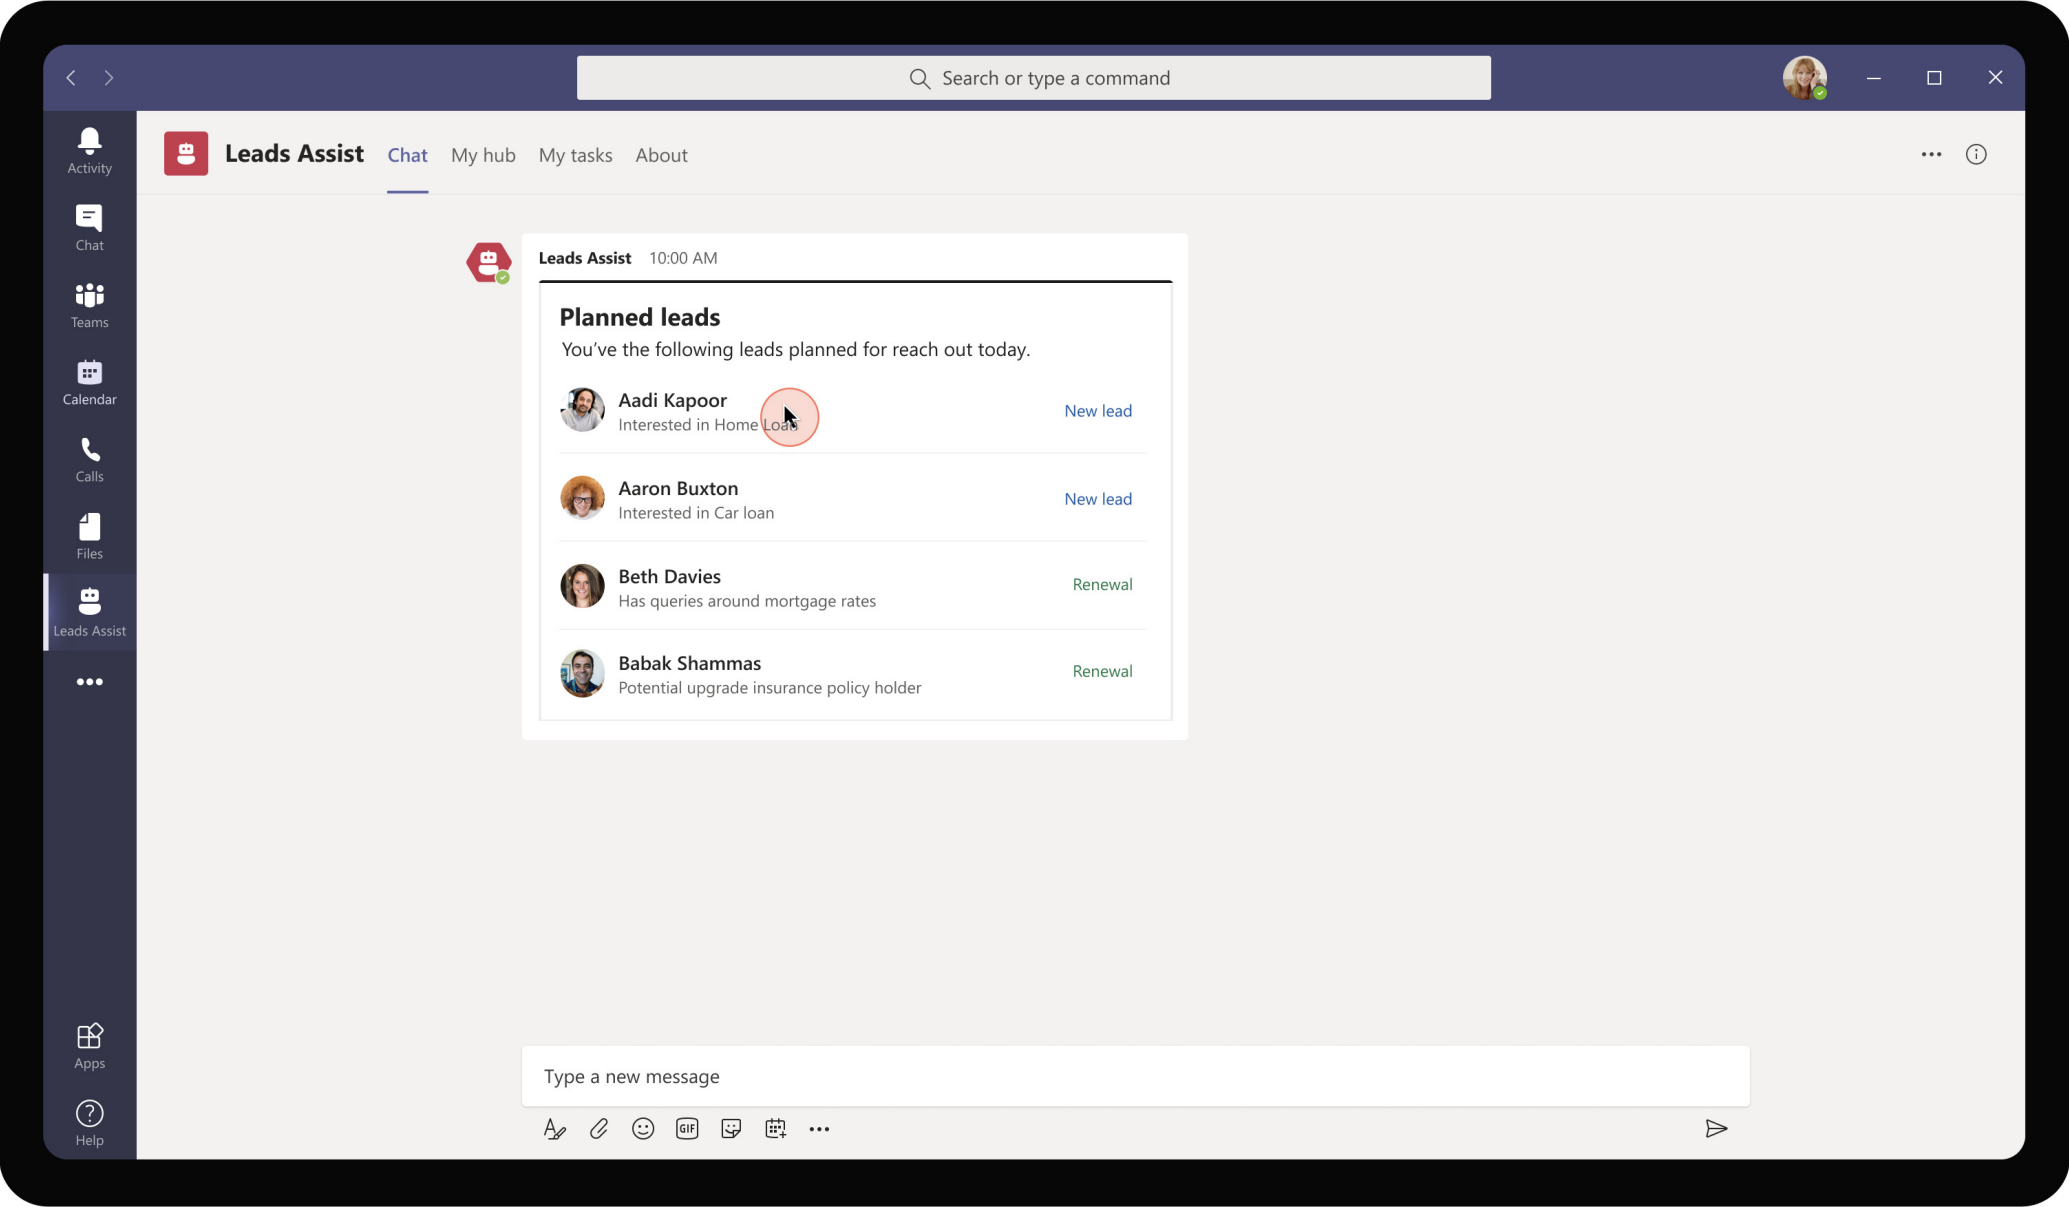 Search or type a command
Activity
Chat
Teams
Calendar
Calls
Files
Leads Assist
Apps
Help
Leads Assist
Chat
My hub
My tasks
About
Leads Assist 10:00 AM
Planned leads
You've the following leads planned for reach out today.
Aadi Kapoor
Interested in Home Loan
New lead
Aaron Buxton
Interested in Car loan
New lead
Beth Davies
Has queries around mortgage rates
Renewal
Babak Shammas
Potential upgrade insurance policy holder
Renewal
Type a new message
GIF